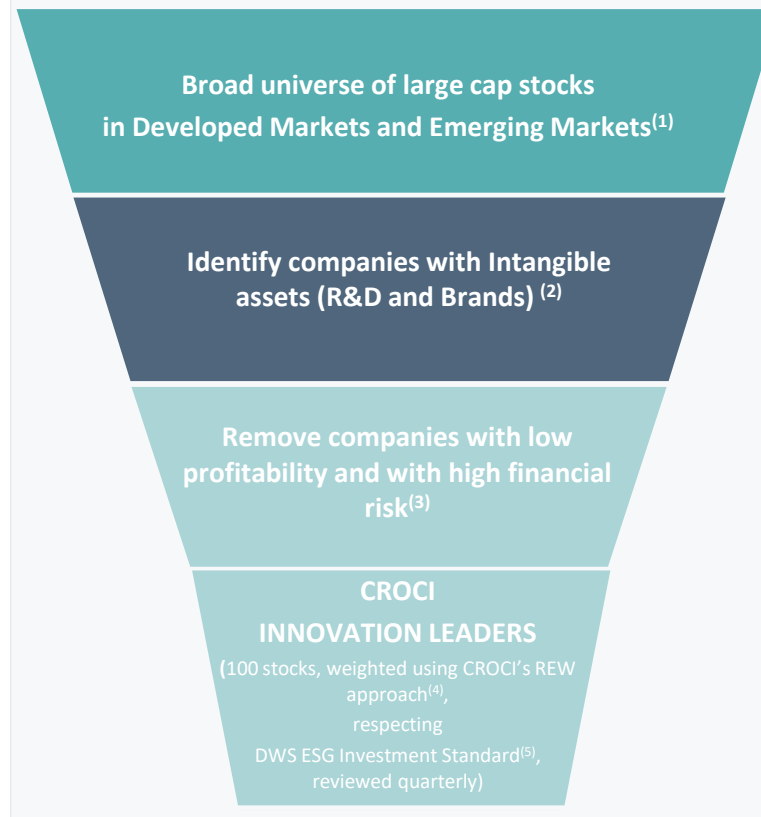 Broad universe of large cap stocks
in Developed Markets and Emerging Markets(1)
Identify companies with Intangible
assets (R&D and Brands) (2)
Remove companies with low
profitability and with high financial
risk(3)
CROCI
INNOVATION LEADERS
(100 stocks, weighted using CROCI's REW
approach(4),
respecting
DWS ESG Investment Standard(5),
reviewed quarterly)